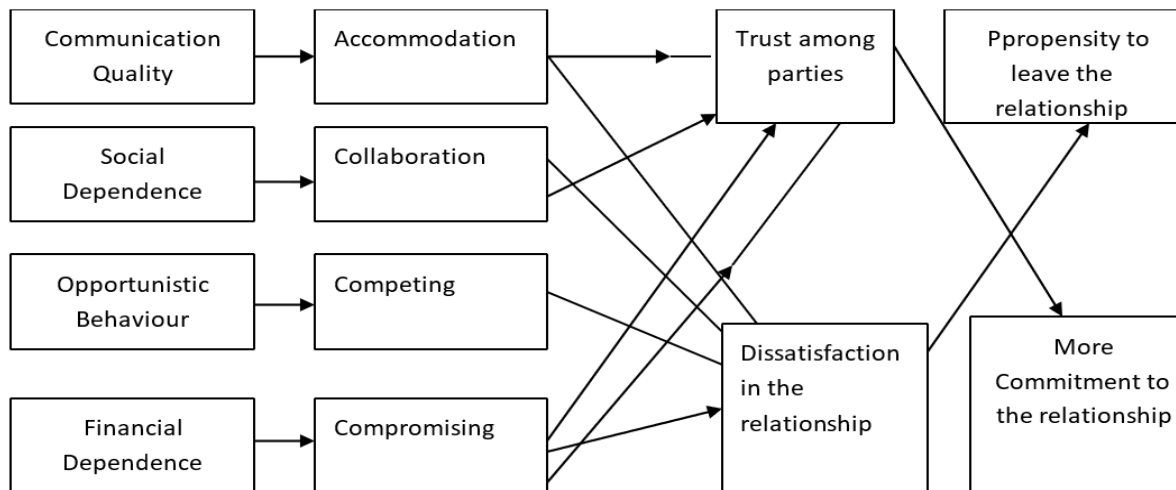 Communication
Quality
Accommodation
Trust among
parties
Ppropensity to
leave the
relationship
Social
Dependence
Collaboration
Opportunistic
Behaviour
Competing
Dissatisfaction
in the
relationship
More
Commitment to
the relationship
Financial
Dependence
Compromising